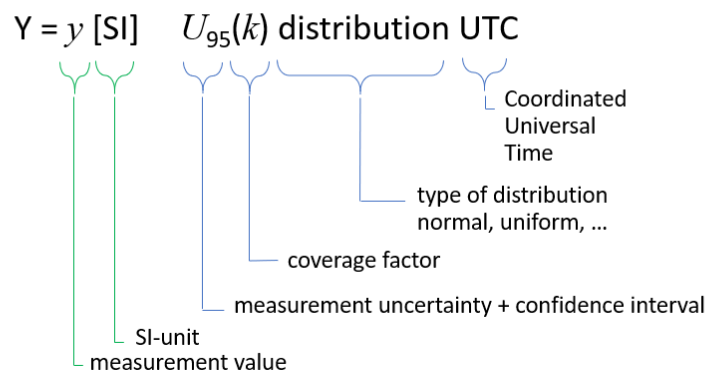 Y = y [SI] U95(k) distribution UTC
Coordinated
Universal
Time
type of distribution
normal, uniform, ...
coverage factor
measurement uncertainty + confidence interval
SI-unit
measurement value